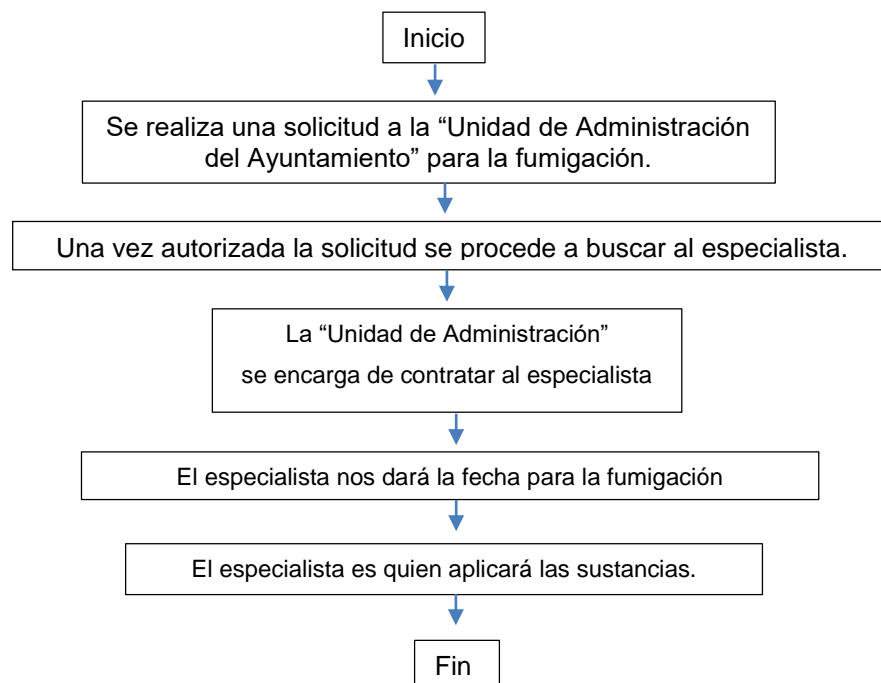 Inicio
Se realiza una solicitud a la “Unidad de Administración
del Ayuntamiento” para la fumigación.
Una vez autorizada la solicitud se procede a buscar al especialista.
La “Unidad de Administración”
se encarga de contratar al especialista
El especialista nos dará la fecha para la fumigación
El especialista es quien aplicará las sustancias.
Fin